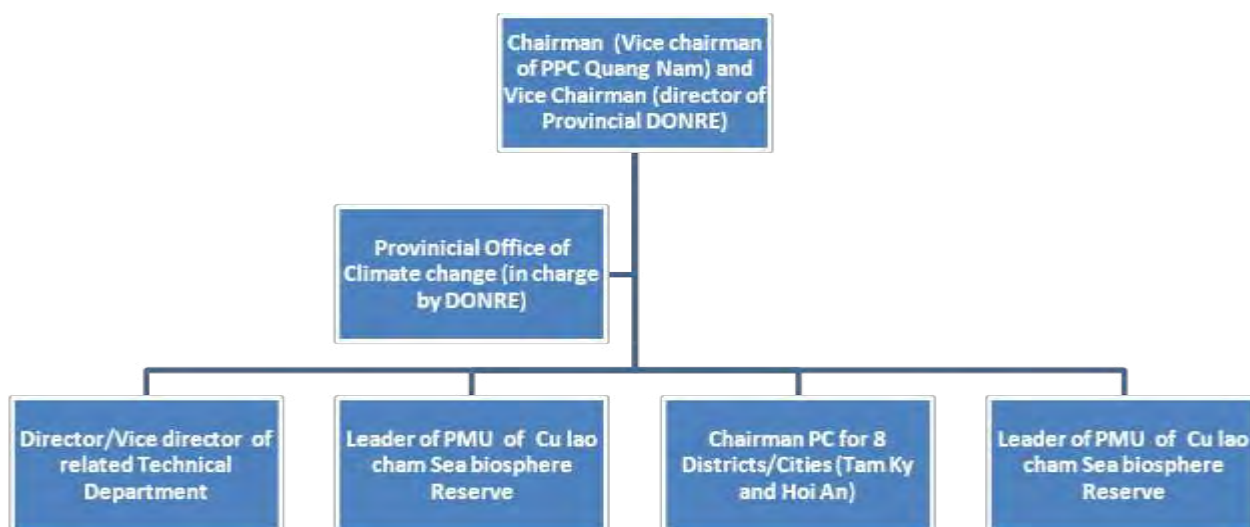 Chairman (Vice chairman
of PPC Quang Nam) and
Vice Chairman (director of
Provincial DONRE)
Provinicial Office of
Climate change (in charge
by DONRE)
Director/Vice director of
related Technical
Department
Leader of PMU of Cu lao
cham Sea biosphere
Reserve
Chairman PC for 8
Districts/Cities (Tam Ky
and Hoi An)
Leader of PMU of Cu lao
cham Sea biosphere
Reserve